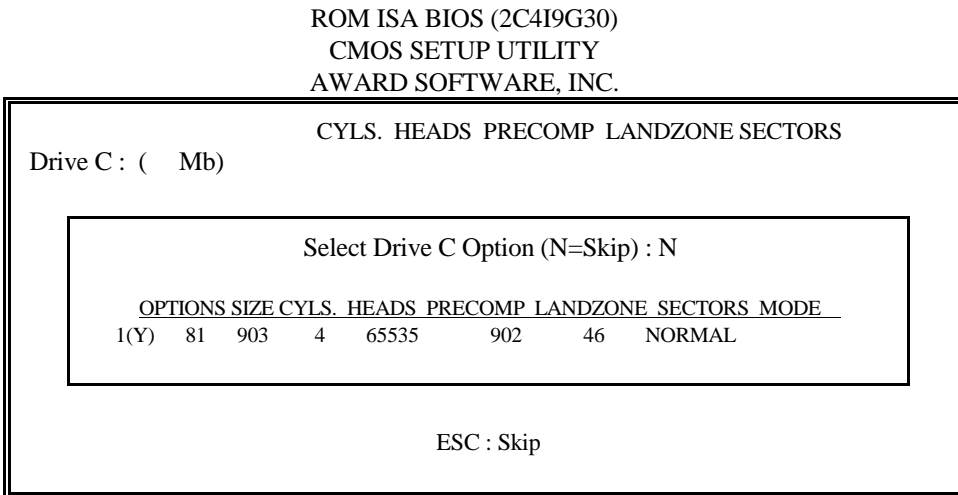 ROM ISA BIOS (2C4I9G30)
CMOS SETUP UTILITY
AWARD SOFTWARE, INC.
CYLS. HEADS PRECOMP LANDZONE SECTORS
Drive C : ( Mb)
Select Drive C Option (N=Skip) : N
OPTIONS SIZE CYLS. HEADS PRECOMP LANDZONE SECTORS MODE
1(Y) 81 903 4 65535 902 46 NORMAL
ESC : Skip